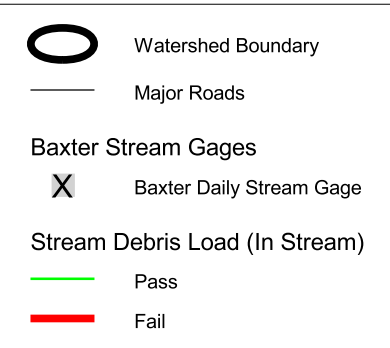 Watershed Boundary
Major Roads
Baxter Stream Gages
X Baxter Daily Stream Gage
Stream Debris Load (In Stream)
Pass
Fail